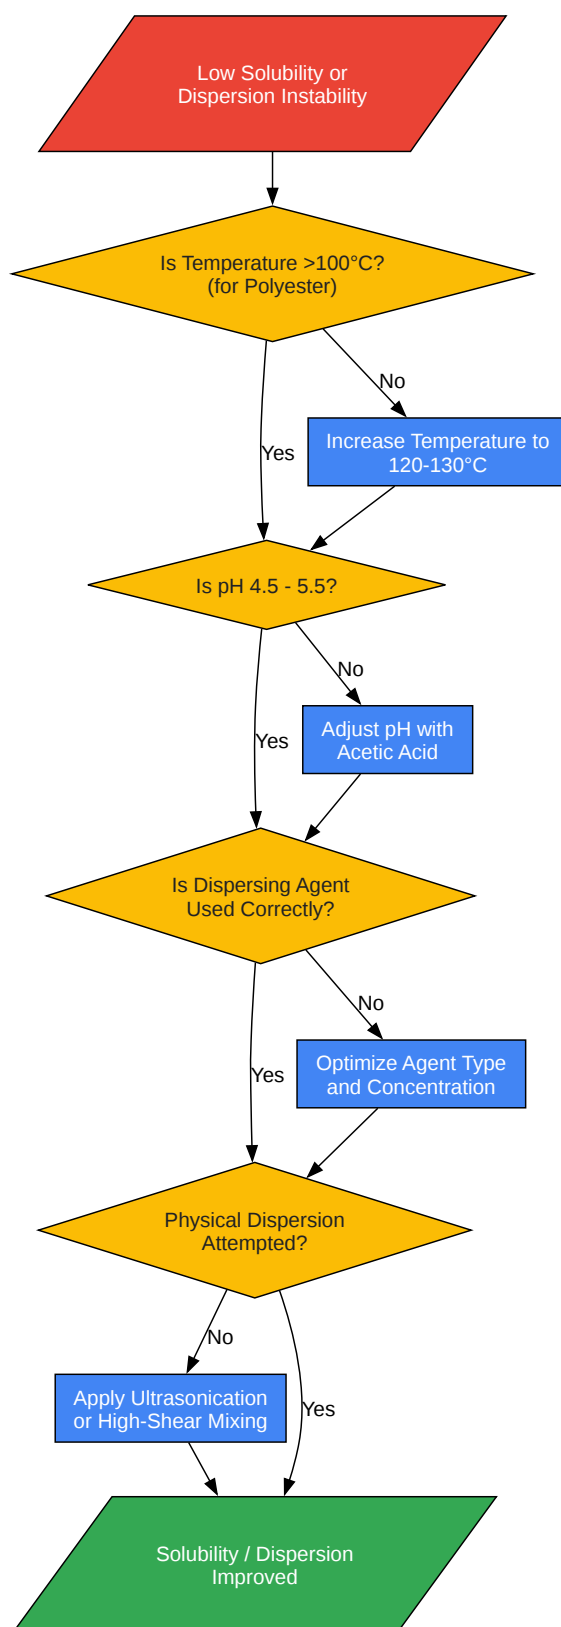 Low Solubility or
Dispersion Instability
Is Temperature >100°C?
(for Polyester)
No
Increase Temperature to
120-130°C
Yes
Is pH 4.5 - 5.5?
No
Adjust pH with
Acetic Acid
Yes
Is Dispersing Agent
Used Correctly?
No
Optimize Agent Type
and Concentration
Yes
Physical Dispersion
Attempted?
No
Apply Ultrasonication
or High-Shear Mixing
Yes
Solubility / Dispersion
Improved